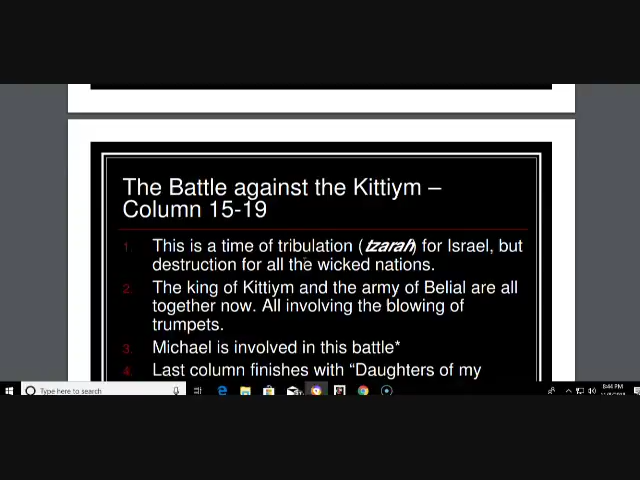 The Battle against the Kittiym –
Column 15-19
1. This is a time of tribulation (tzarah) for Israel, but
destruction for all the wicked nations.
2. The king of Kittiym and the army of Belial are all
together now. All involving the blowing of
trumpets.
3. Michael is involved in this battle*
4. Last column finishes with “Daughters of my
Type here to search
8:44 PM